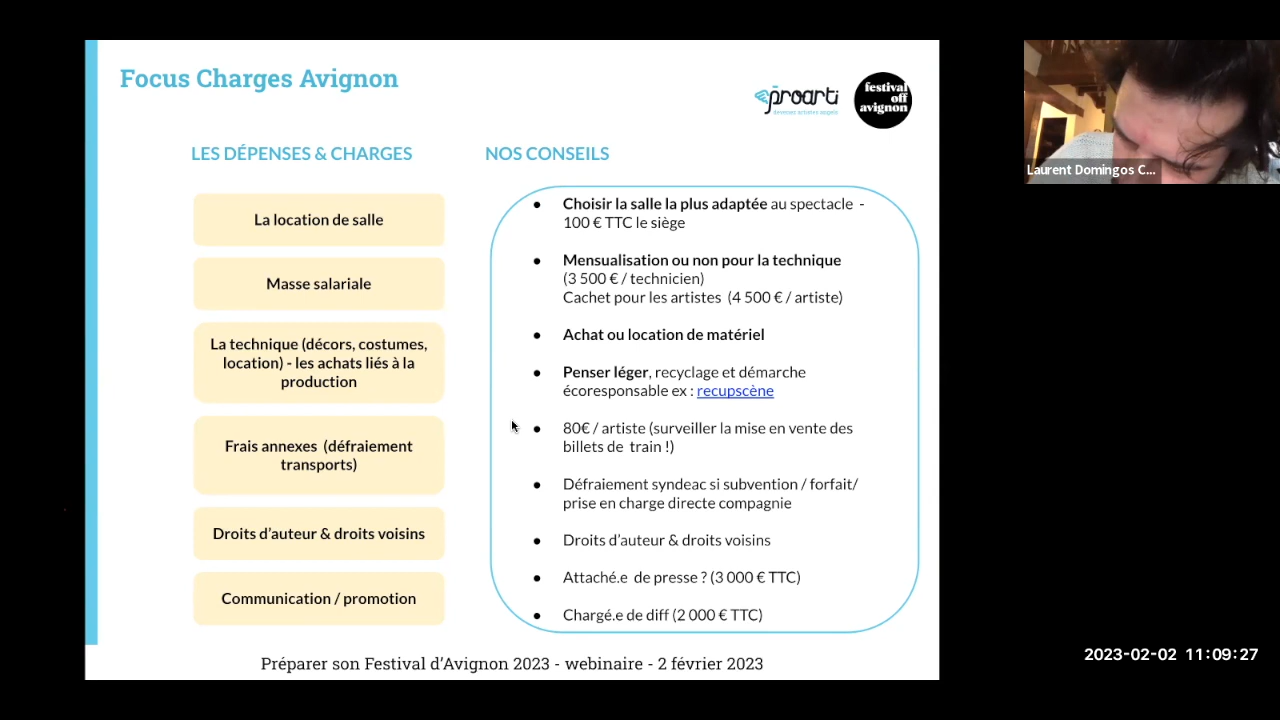 Focus Charges Avignon
proarti
festival
off
avignon
LES DÉPENSES & CHARGES
NOS CONSEILS
La location de salle
Masse salariale
La technique (décors, costumes,
location) - les achats liés à la
production
Frais annexes (défraiement
transports)
Droits d’auteur & droits voisins
Communication / promotion
● Choisir la salle la plus adaptée au spectacle -
100 € TTC le siège
● Mensualisation ou non pour la technique
(3 500 € / technicien)
Cachet pour les artistes (4 500 € / artiste)
● Achat ou location de matériel
● Penser léger, recyclage et démarche
écoresponsable ex : recupscène
● 80€ / artiste (surveiller la mise en vente des
billets de train !)
● Défraiement syndeac si subvention / forfait/
prise en charge directe compagnie
● Droits d’auteur & droits voisins
● Attaché.e de presse ? (3 000 € TTC)
● Chargé.e de diff (2 000 € TTC)
Préparer son Festival d’Avignon 2023 - webinaire - 2 février 2023
Laurent Domingos C...
2023-02-02 11:09:27